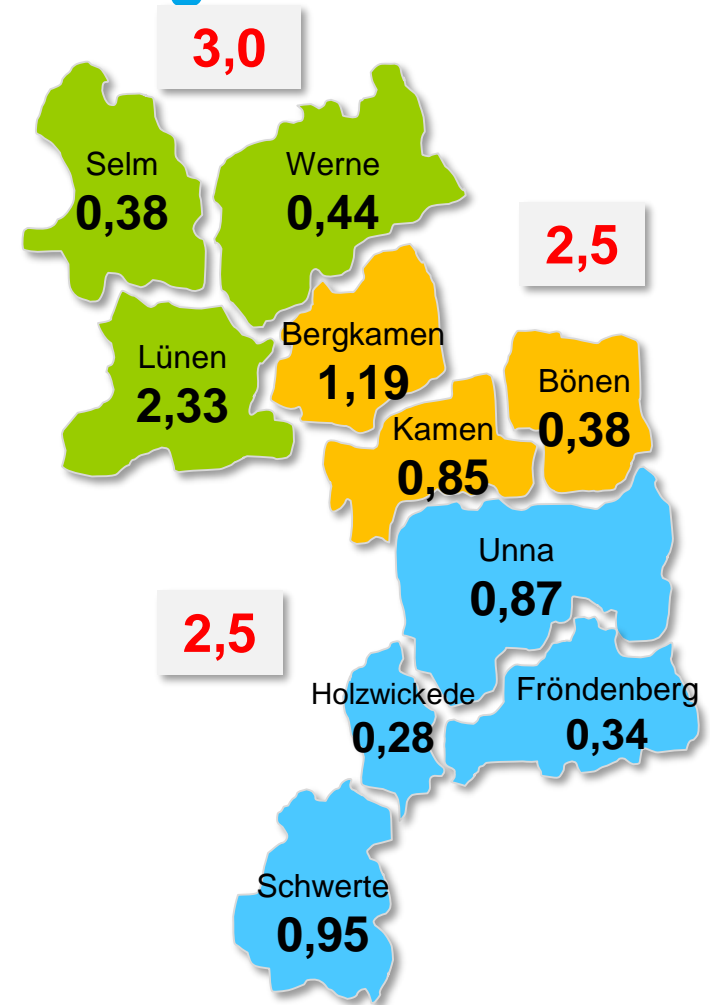 3,0
Selm
0,38
Werne
0,44
2,5
Bergkamen
1,19
Lünen
2,33
Bönen
0,38
Kamen
0,85
Unna
0,87
2,5
Holzwickede
0,28
Fröndenberg
0,34
Schwerte
0,95